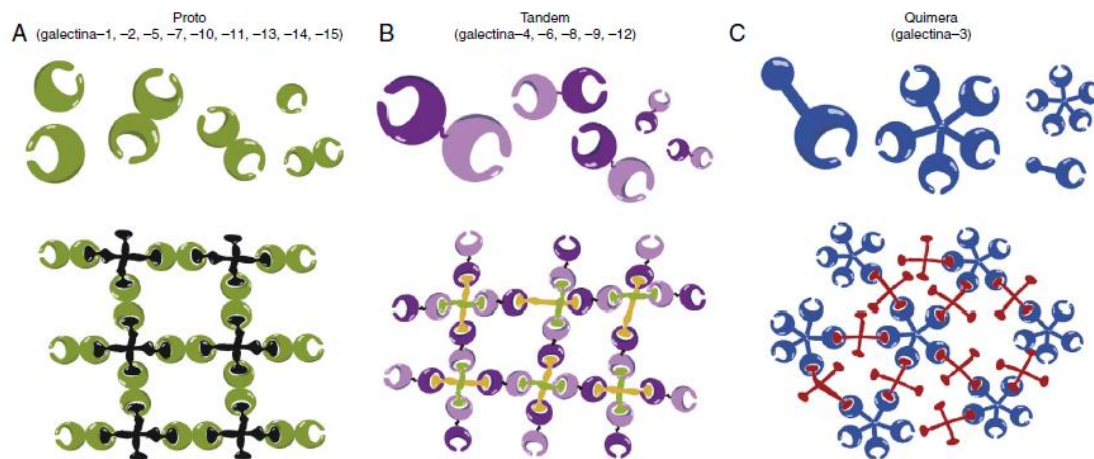 A
Proto
(galectina–1, –2, –5, –7, –10, –11, –13, –14, –15)
B
Tandem
(galectina–4, –6, –8, –9, –12)
C
Quimera
(galectina–3)